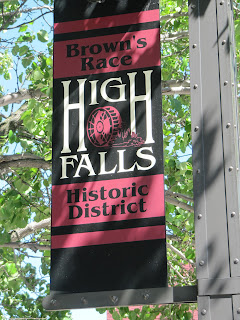 Brown's
Race
HIGH
FALLS
Historic
District